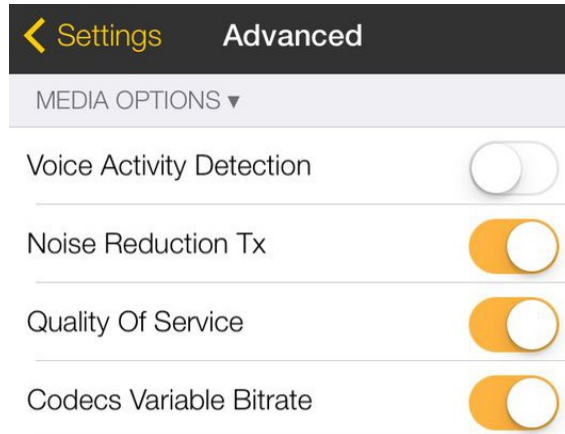 Settings Advanced
MEDIA OPTIONS ▾
Voice Activity Detection
Noise Reduction Tx
Quality Of Service
Codecs Variable Bitrate